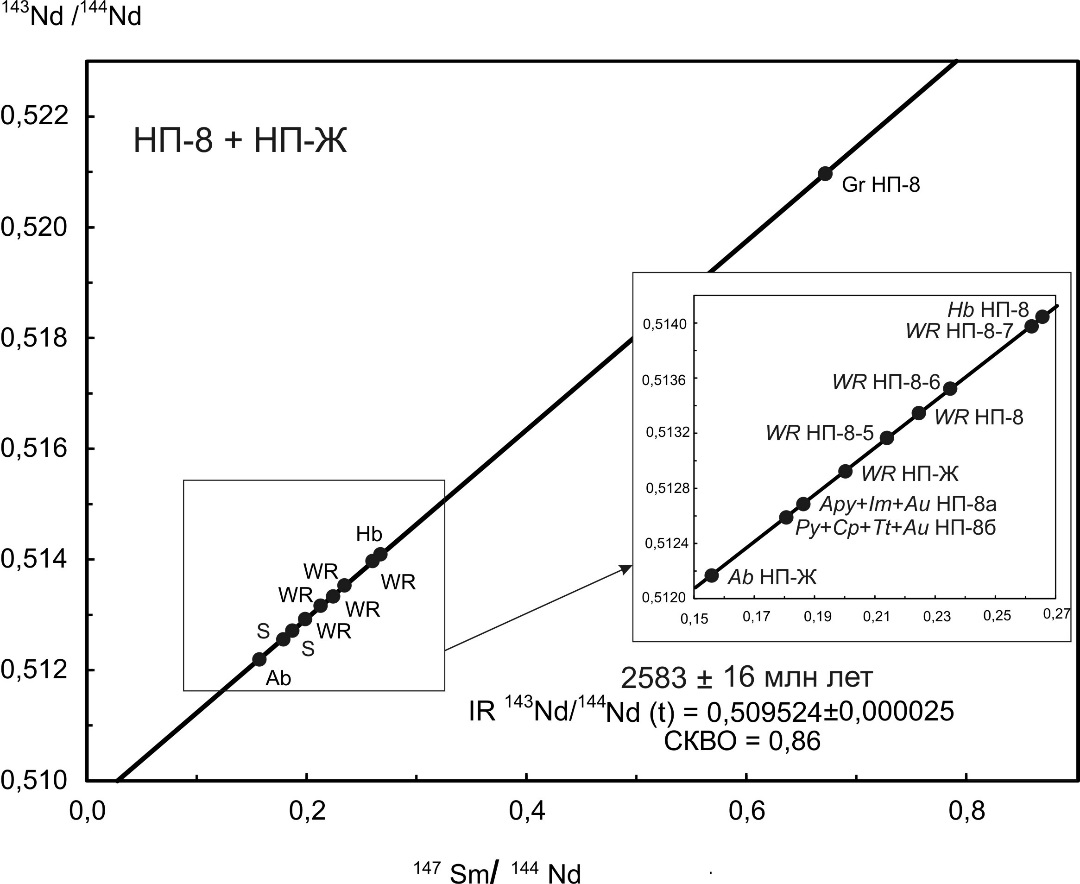 ¹⁴³Nd /¹⁴⁴Nd
0,522
НП-8 + НП-Ж
Gr НП-8
0,520
0,518
0,516
0,514
0,512
0,510
Hb
WR
WR
WR
WR
S
WR
S
Ab
0,5140
0,5136
0,5132
0,5128
0,5124
0,5120
Hb НП-8
WR НП-8-7
WR НП-8-6
WR НП-8
WR НП-8-5
WR НП-Ж
Apy+Im+Au НП-8а
Py+Cp+Tt+Au НП-8б
Ab НП-Ж
0,15 0,17 0,19 0,21 0,23 0,25 0,27
2583 ± 16 млн лет
IR ¹⁴³Nd/¹⁴⁴Nd (t) = 0,509524±0,000025
СКВО = 0,86
0,0 0,2 0,4 0,6 0,8
¹⁴⁷ Sm/ ¹⁴⁴ Nd